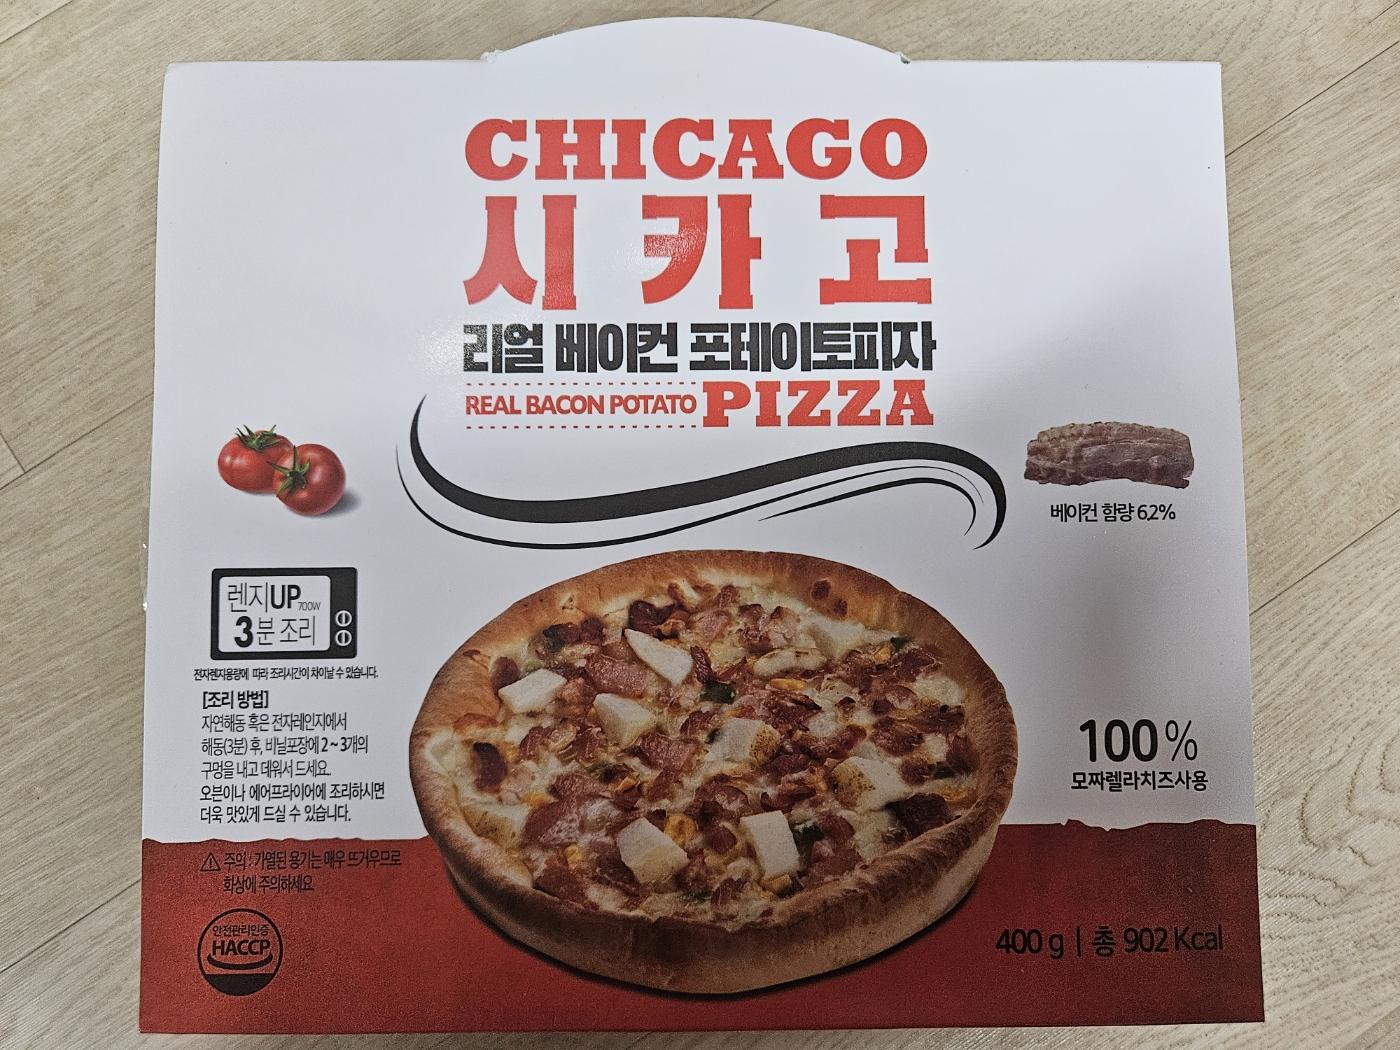 CHICAGO
시카고
리얼 베이컨 포테이토피자
REAL BACON POTATO PIZZA
베이컨 함량 6.2%
렌지UP 700W
3분 조리
전자렌지용량에 따라 조리시간이 차이날 수 있습니다.
[조리 방법]
자연해동 혹은 전자레인지에서
해동(3분) 후, 비닐포장에 2~3개의
구멍을 내고 데워서 드세요.
오븐이나 에어프라이어에 조리하시면
더욱 맛있게 드실 수 있습니다.
주의 : 가열된 용기는 매우 뜨거우므로
화상에 주의하세요
안전관리인증
HACCP
100%
모짜렐라치즈사용
400g | 총 902Kcal